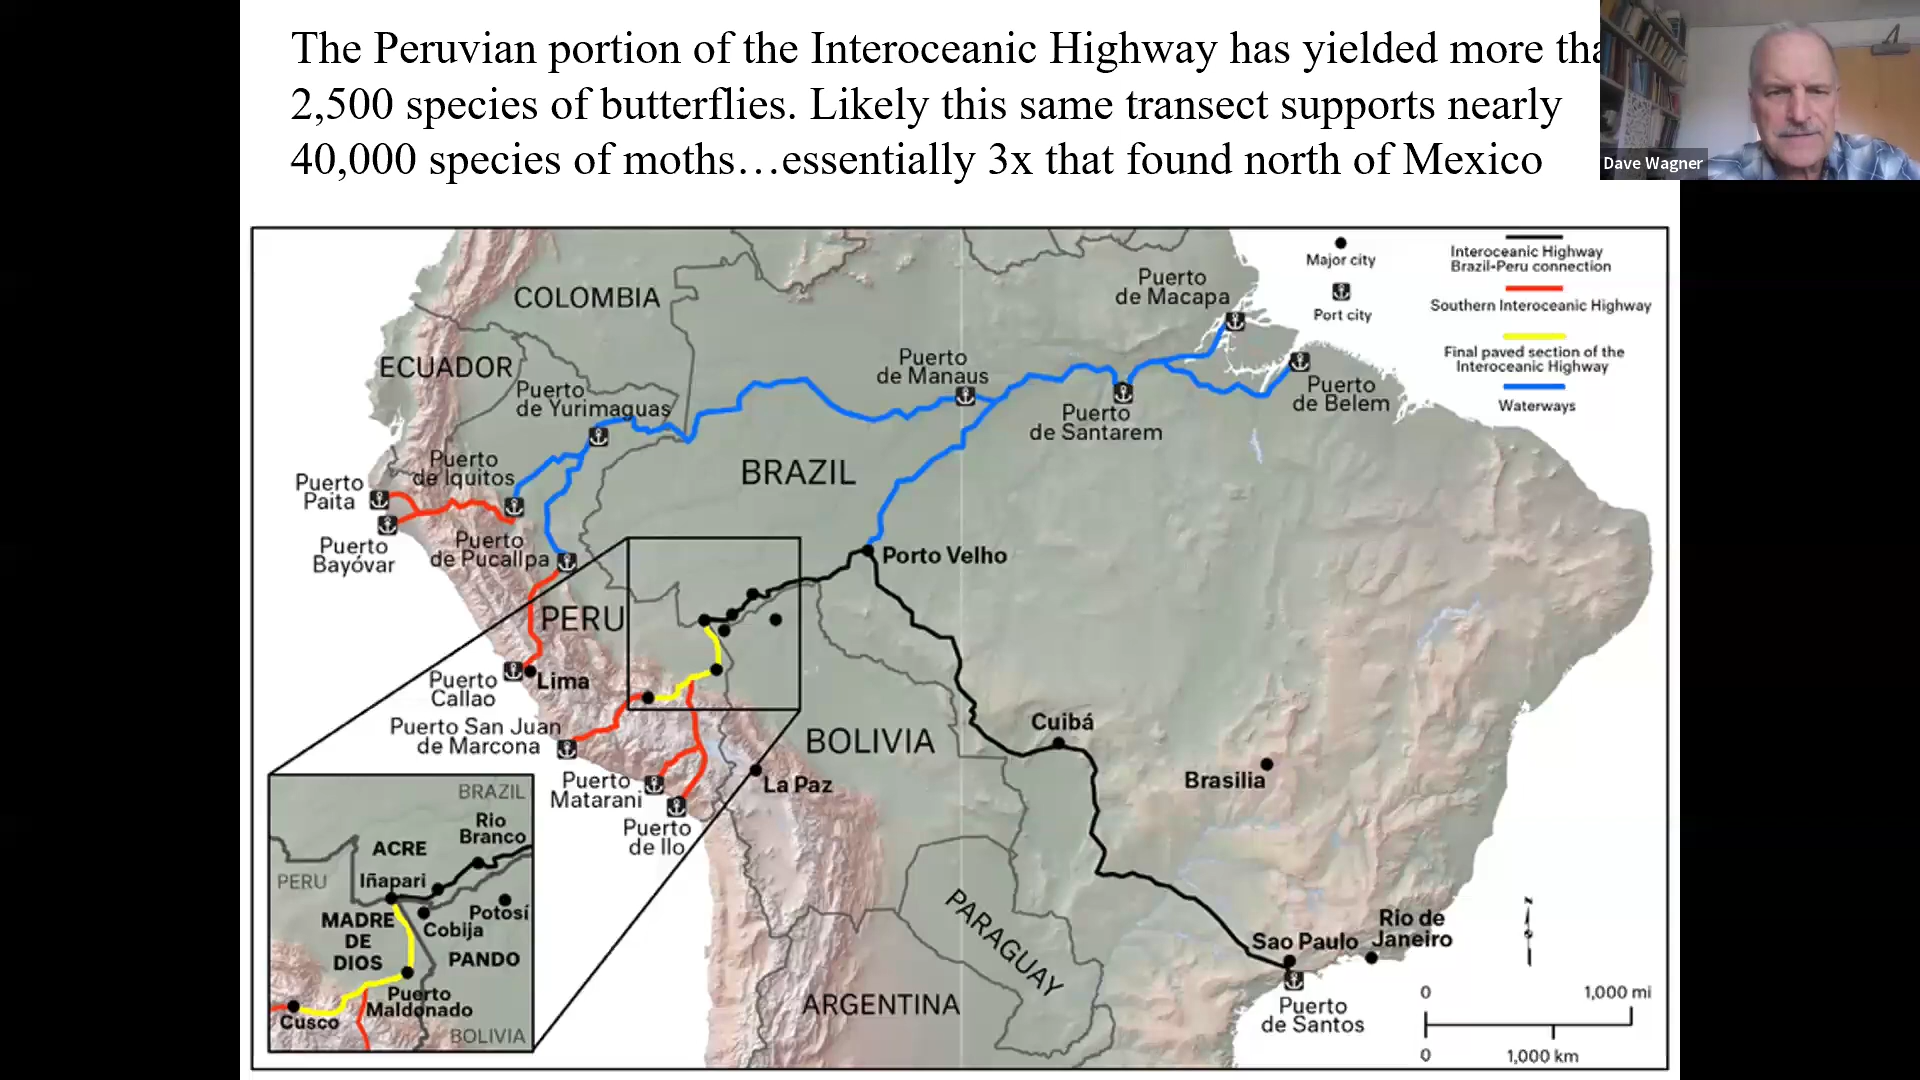 The Peruvian portion of the Interoceanic Highway has yielded more tha
2,500 species of butterflies. Likely this same transect supports nearly
40,000 species of moths…essentially 3x that found north of Mexico
Dave Wagner
Major city
Port city
Interoceanic Highway
Brazil-Peru connection
Southern Interoceanic Highway
Final paved section of the
Interoceanic Highway
Waterways
COLOMBIA
ECUADOR
Puerto
de Macapa
Puerto
de Manaus
Puerto
de Belem
Puerto
de Santarem
Puerto
de Yurimaguas
Puerto
de Iquitos
BRAZIL
Puerto
Paita
Puerto
Bayóvar
Puerto
de Pucallpa
Porto Velho
PERU
Lima
Puerto
Callao
Puerto San Juan
de Marcona
Puerto
Matarani
Puerto
de Ilo
La Paz
BOLIVIA
Cuibá
Brasilia
PARAGUAY
ARGENTINA
Sao Paulo
Rio de
Janeiro
Puerto
de Santos
N
0
1,000 mi
0
1,000 km
BRAZIL
Rio
Branco
ACRE
PERU
Iñapari
MADRE
DE
DIOS
Cobija
Potosí
PANDO
Puerto
Maldonado
Cusco
BOLIVIA